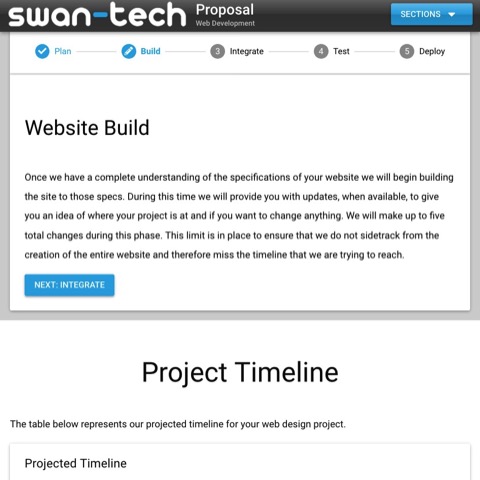 swan-tech
Proposal
Web Development
SECTIONS
Plan
Build
3 Integrate
4 Test
5 Deploy
Website Build
Once we have a complete understanding of the specifications of your website we will begin building
the site to those specs. During this time we will provide you with updates, when available, to give
you an idea of where your project is at and if you want to change anything. We will make up to five
total changes during this phase. This limit is in place to ensure that we do not sidetrack from the
creation of the entire website and therefore miss the timeline that we are trying to reach.
NEXT: INTEGRATE
Project Timeline
The table below represents our projected timeline for your web design project.
Projected Timeline